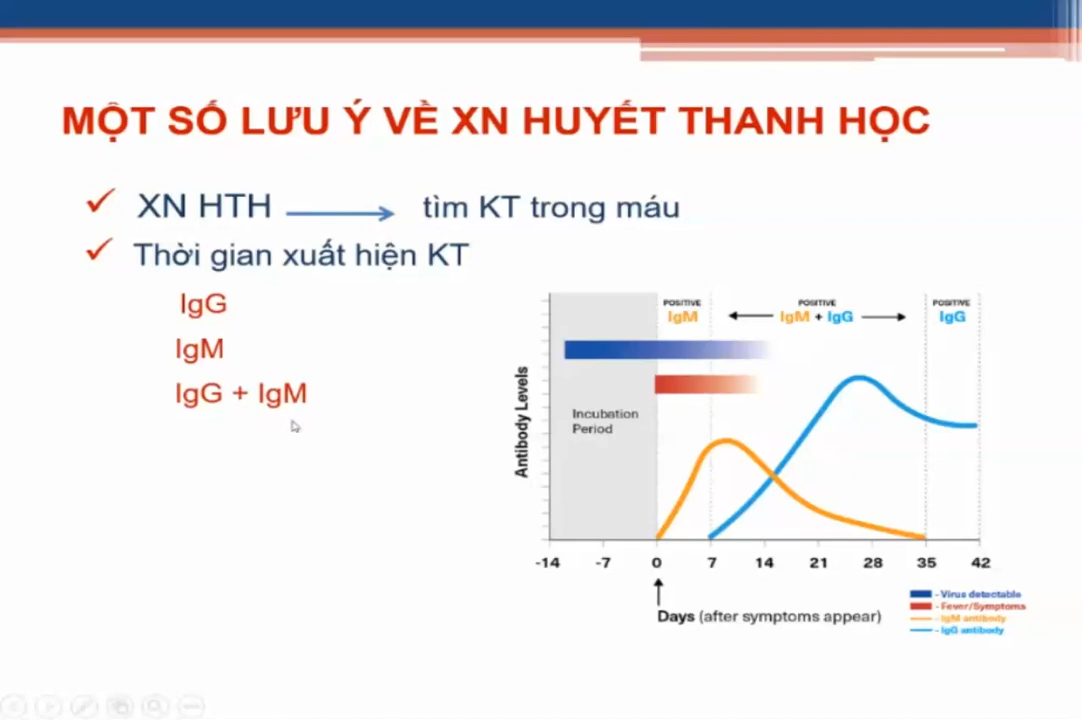 MỘT SỐ LƯU Ý VỀ XN HUYẾT THANH HỌC
XN HTH
tìm KT trong máu
Thời gian xuất hiện KT
IgG
IgM
IgG + IgM
POSITIVE
IgM
POSITIVE
IgM + IgG
POSITIVE
IgG
Incubation
Period
Antibody Levels
-14 -7 0 7 14 21 28 35 42
Days (after symptoms appear)
- Virus detectable
- Fever/Symptoms
- IgM antibody
- IgG antibody